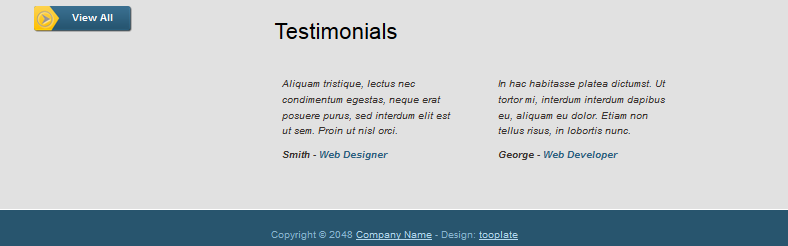 View All
Testimonials
Aliquam tristique, lectus nec
condimentum egestas, neque erat
posuere purus, sed interdum elit est
ut sem. Proin ut nisl orci.
Smith - Web Designer
In hac habitasse platea dictumst. Ut
tortor mi, interdum interdum dapibus
eu, aliquam eu dolor. Etiam non
tellus risus, in lobortis nunc.
George - Web Developer
Copyright © 2048 Company Name - Design: tooplate